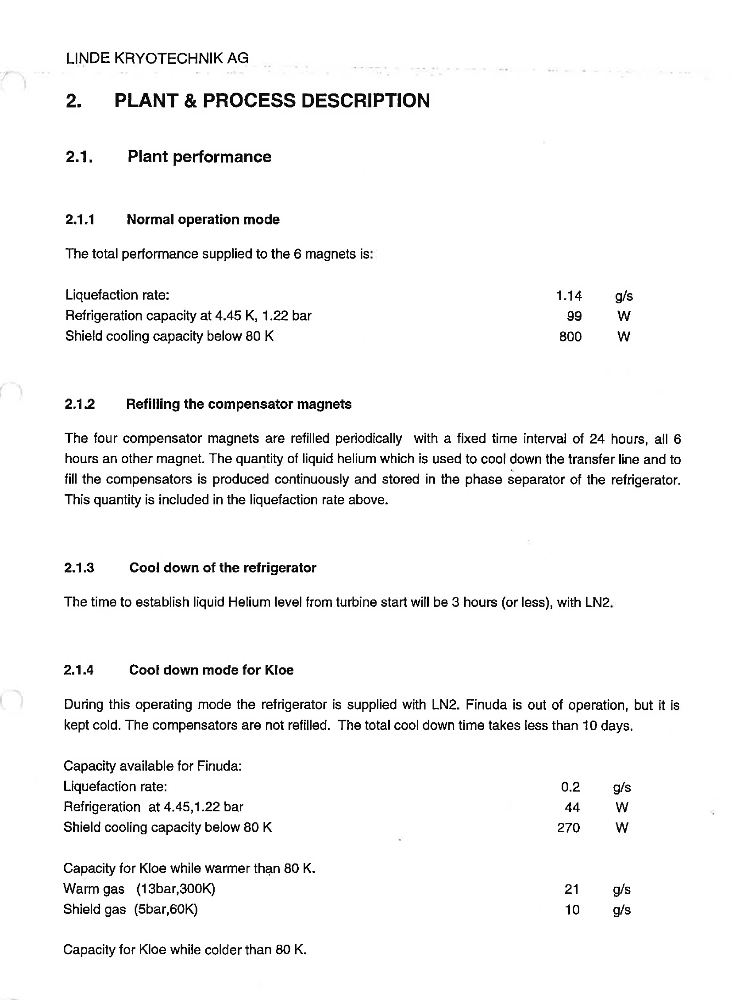 LINDE KRYOTECHNIK AG
2. PLANT & PROCESS DESCRIPTION
2.1. Plant performance
2.1.1 Normal operation mode
The total performance supplied to the 6 magnets is:
Liquefaction rate: 1.14 g/s
Refrigeration capacity at 4.45 K, 1.22 bar 99 W
Shield cooling capacity below 80 K 800 W
2.1.2 Refilling the compensator magnets
The four compensator magnets are refilled periodically with a fixed time interval of 24 hours, all 6
hours an other magnet. The quantity of liquid helium which is used to cool down the transfer line and to
fill the compensators is produced continuously and stored in the phase separator of the refrigerator.
This quantity is included in the liquefaction rate above.
2.1.3 Cool down of the refrigerator
The time to establish liquid Helium level from turbine start will be 3 hours (or less), with LN2.
2.1.4 Cool down mode for Kloe
During this operating mode the refrigerator is supplied with LN2. Finuda is out of operation, but it is
kept cold. The compensators are not refilled. The total cool down time takes less than 10 days.
Capacity available for Finuda:
Liquefaction rate: 0.2 g/s
Refrigeration at 4.45,1.22 bar 44 W
Shield cooling capacity below 80 K 270 W
Capacity for Kloe while warmer than 80 K.
Warm gas (13bar,300K) 21 g/s
Shield gas (5bar,60K) 10 g/s
Capacity for Kloe while colder than 80 K.